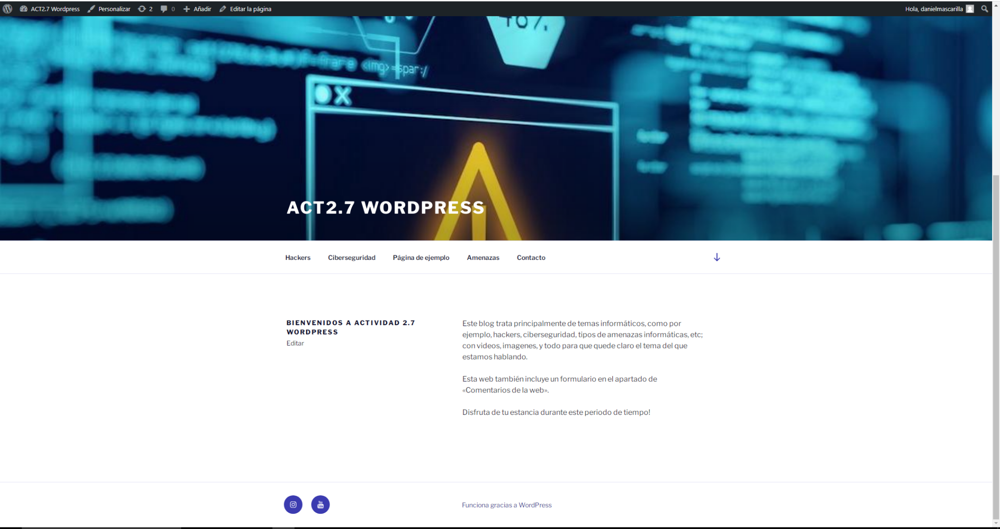 ACT2.7 Wordpress Personalizar 2 0 Añadir Editar la página Hola, danielmascarilla
<img>=spar:/
X
ACT2.7 WORDPRESS
Hackers Ciberseguridad Página de ejemplo Amenazas Contacto
BIENVENIDOS A ACTIVIDAD 2.7
WORDPRESS
Editar
Este blog trata principalmente de temas informáticos, como por
ejemplo, hackers, ciberseguridad, tipos de amenazas informáticas, etc;
con videos, imagenes, y todo para que quede claro el tema del que
estamos hablando.
Esta web también incluye un formulario en el apartado de
«Comentarios de la web».
Disfruta de tu estancia durante este periodo de tiempo!
You
Tube
Funciona gracias a WordPress